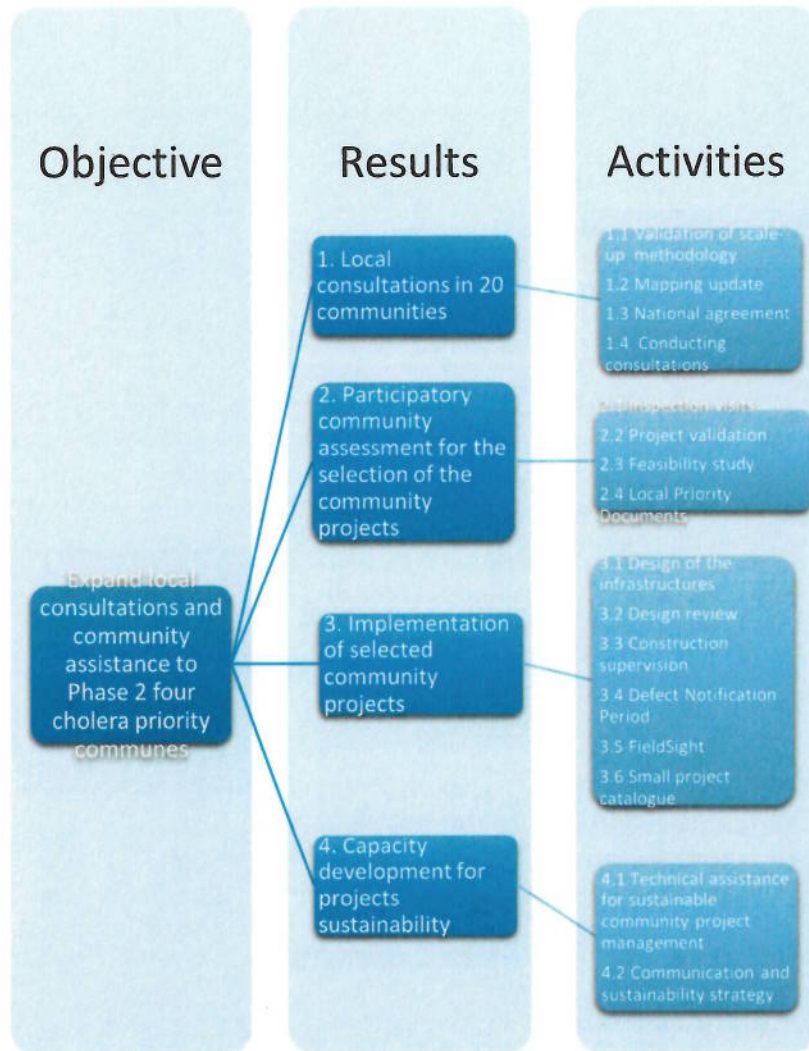 Objective
Results
Activities
Expand local
consultations and
community
assistance to
Phase 2 four
cholera priority
communes
1. Local
consultations in 20
communities
2. Participatory
community
assessment for the
selection of the
community
projects
3. Implementation
of selected
community
projects
4. Capacity
development for
projects
sustainability
1.1 Validation of scale-
up methodology
1.2 Mapping update
1.3 National agreement
1.4 Conducting
consultations
2.1 Inspection visits
2.2 Project validation
2.3 Feasibility study
2.4 Local Priority
Documents
3.1 Design of the
infrastructures
3.2 Design review
3.3 Construction
supervision
3.4 Defect Notification
Period
3.5 FieldSight
3.6 Small project
catalogue
4.1 Technical assistance
for sustainable
community project
management
4.2 Communication and
sustainability strategy